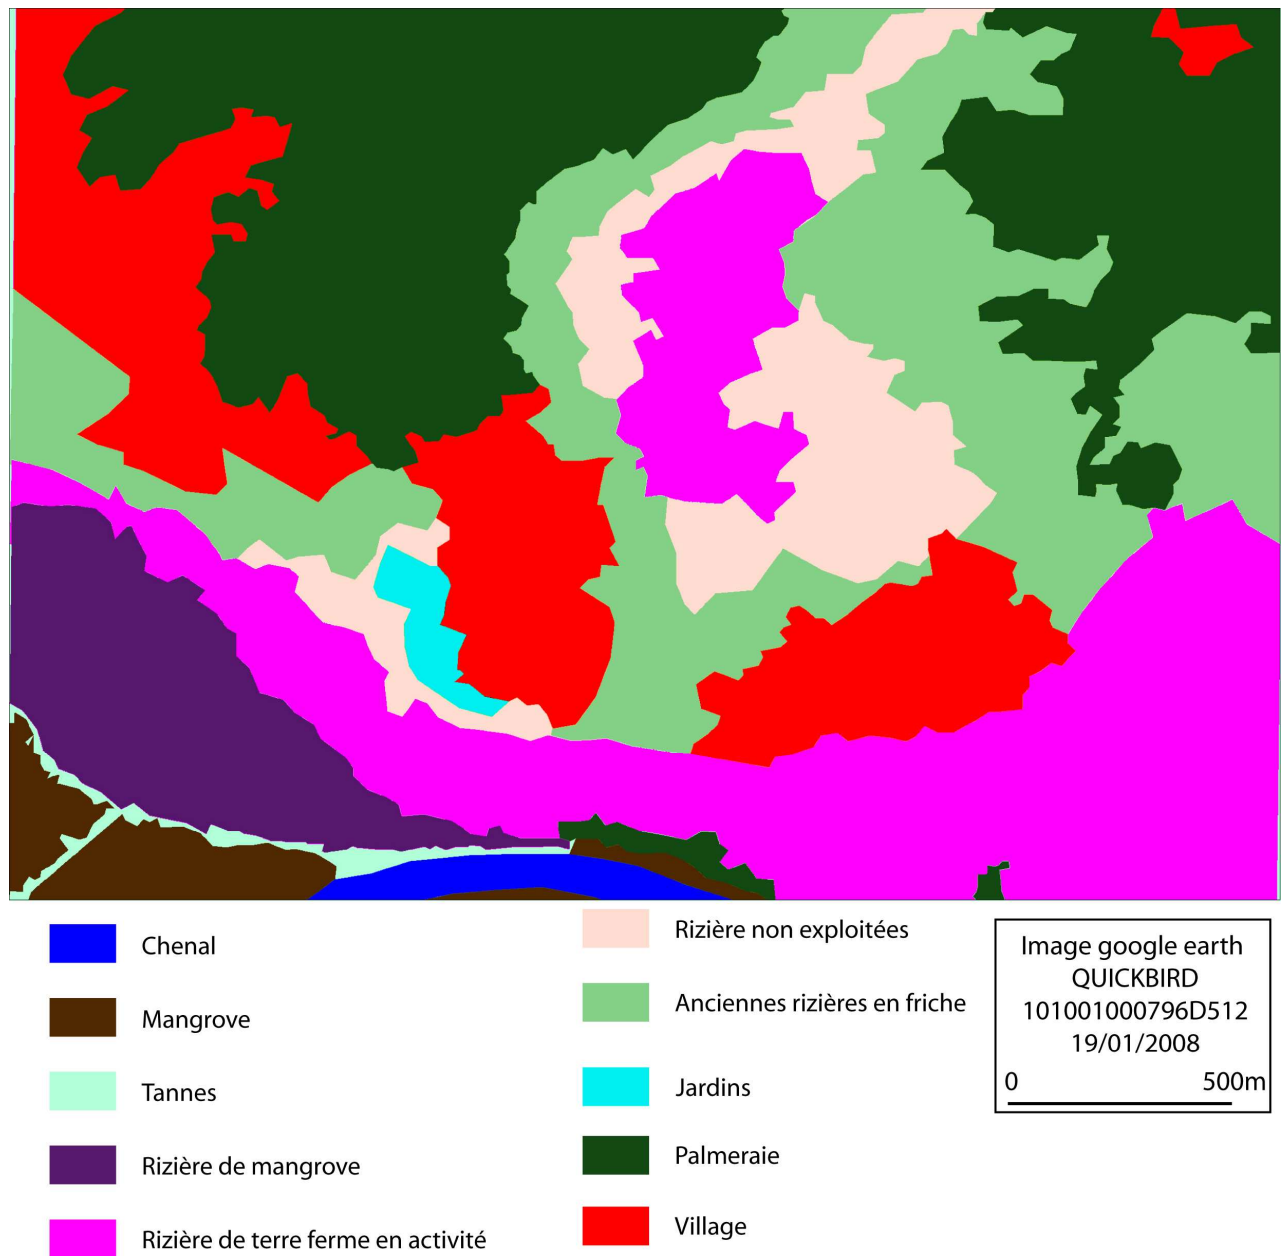 Chenal
Mangrove
Tannes
Rizière de mangrove
Rizière de terre ferme en activité
Rizière non exploitées
Anciennes rizières en friche
Jardins
Palmeraie
Village
Image google earth
QUICKBIRD
101001000796D512
19/01/2008
0 500m